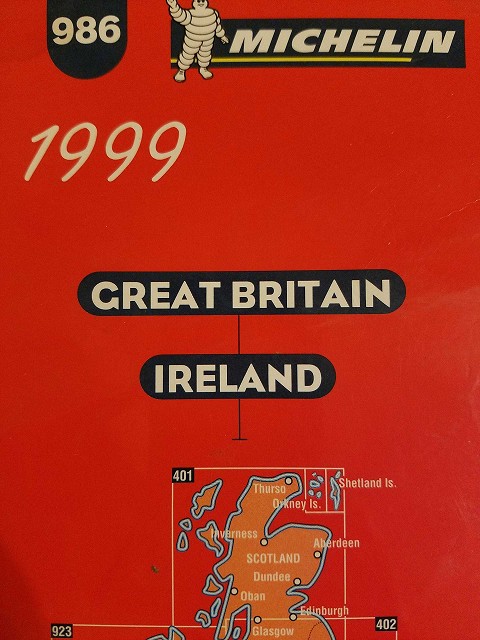 986
MICHELIN
1999
GREAT BRITAIN
IRELAND
401
Thurso
Shetland Is.
Orkney Is.
Inverness
Aberdeen
SCOTLAND
Dundee
Oban
Edinburgh
923
Glasgow
402